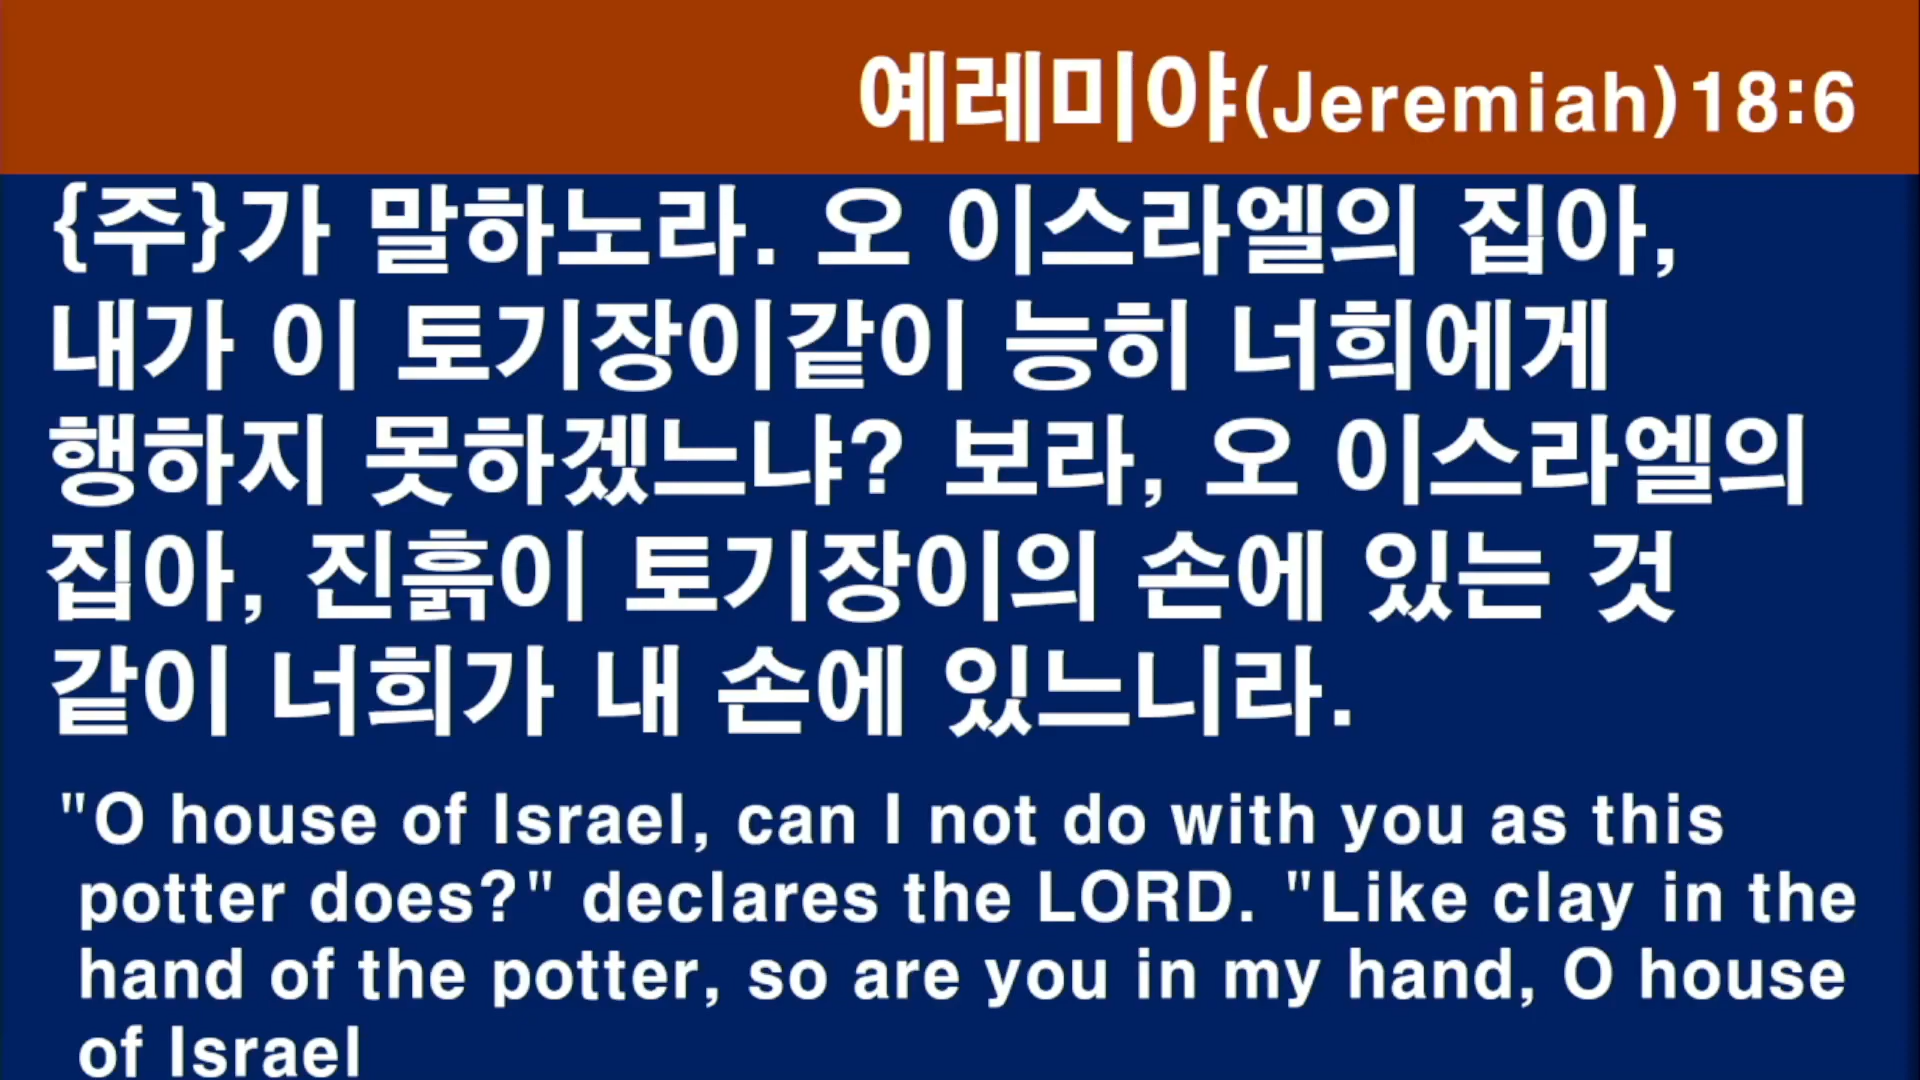 예레미야(Jeremiah)18:6
{주}가 말하노라. 오 이스라엘의 집아,
내가 이 토기장이같이 능히 너희에게
행하지 못하겠느냐? 보라, 오 이스라엘의
집아, 진흙이 토기장이의 손에 있는 것
같이 너희가 내 손에 있느니라.
"O house of Israel, can I not do with you as this
potter does?" declares the LORD. "Like clay in the
hand of the potter, so are you in my hand, O house
of Israel